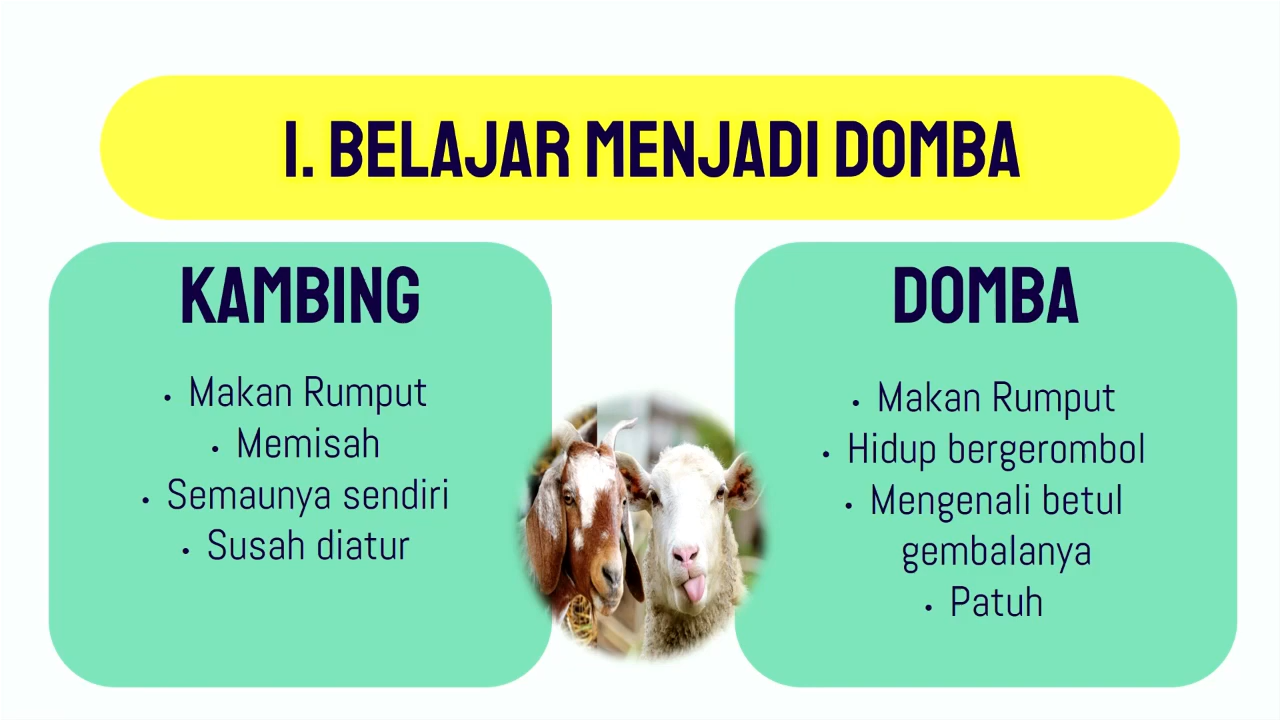 I. BELAJAR MENJADI DOMBA
KAMBING
• Makan Rumput
• Memisah
• Semaunya sendiri
• Susah diatur
DOMBA
• Makan Rumput
• Hidup bergerombol
• Mengenali betul
gembalanya
• Patuh